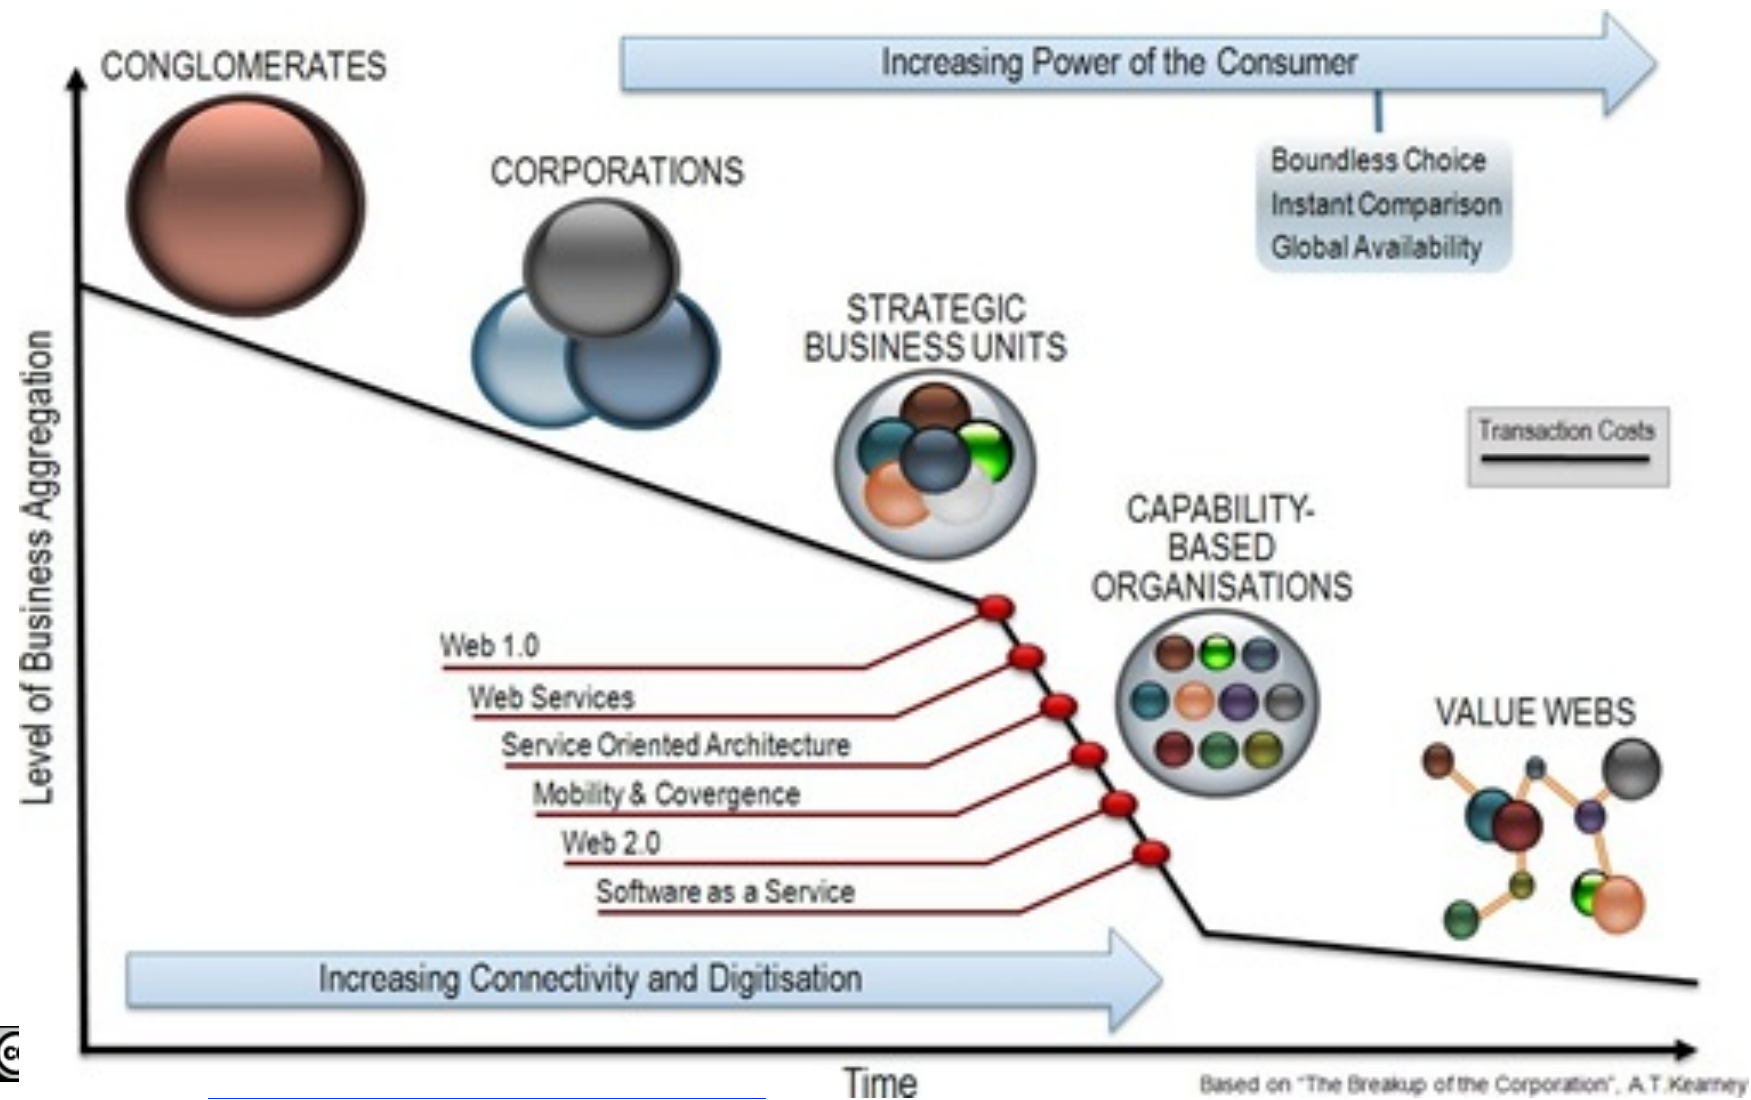 CONGLOMERATES
Increasing Power of the Consumer
Boundless Choice
Instant Comparison
Global Availability
CORPORATIONS
STRATEGIC
BUSINESS UNITS
Transaction Costs
CAPABILITY-
BASED
ORGANISATIONS
VALUE WEBS
Level of Business Aggregation
Web 1.0
Web Services
Service Oriented Architecture
Mobility & Covergence
Web 2.0
Software as a Service
Increasing Connectivity and Digitisation
Time
Based on "The Breakup of the Corporation", A.T.Kearney